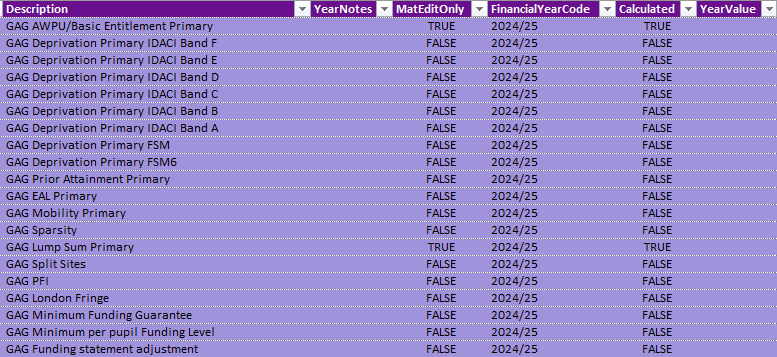 Description YearNotes MatEditOnly FinancialYearCode Calculated YearValue
GAG AWPU/Basic Entitlement Primary TRUE 2024/25 TRUE
GAG Deprivation Primary IDACI Band F FALSE 2024/25 FALSE
GAG Deprivation Primary IDACI Band E FALSE 2024/25 FALSE
GAG Deprivation Primary IDACI Band D FALSE 2024/25 FALSE
GAG Deprivation Primary IDACI Band C FALSE 2024/25 FALSE
GAG Deprivation Primary IDACI Band B FALSE 2024/25 FALSE
GAG Deprivation Primary IDACI Band A FALSE 2024/25 FALSE
GAG Deprivation Primary FSM FALSE 2024/25 FALSE
GAG Deprivation Primary FSM6 FALSE 2024/25 FALSE
GAG Prior Attainment Primary FALSE 2024/25 FALSE
GAG EAL Primary FALSE 2024/25 FALSE
GAG Mobility Primary FALSE 2024/25 FALSE
GAG Sparsity FALSE 2024/25 FALSE
GAG Lump Sum Primary TRUE 2024/25 TRUE
GAG Split Sites FALSE 2024/25 FALSE
GAG PFI FALSE 2024/25 FALSE
GAG London Fringe FALSE 2024/25 FALSE
GAG Minimum Funding Guarantee FALSE 2024/25 FALSE
GAG Minimum per pupil Funding Level FALSE 2024/25 FALSE
GAG Funding statement adjustment FALSE 2024/25 FALSE